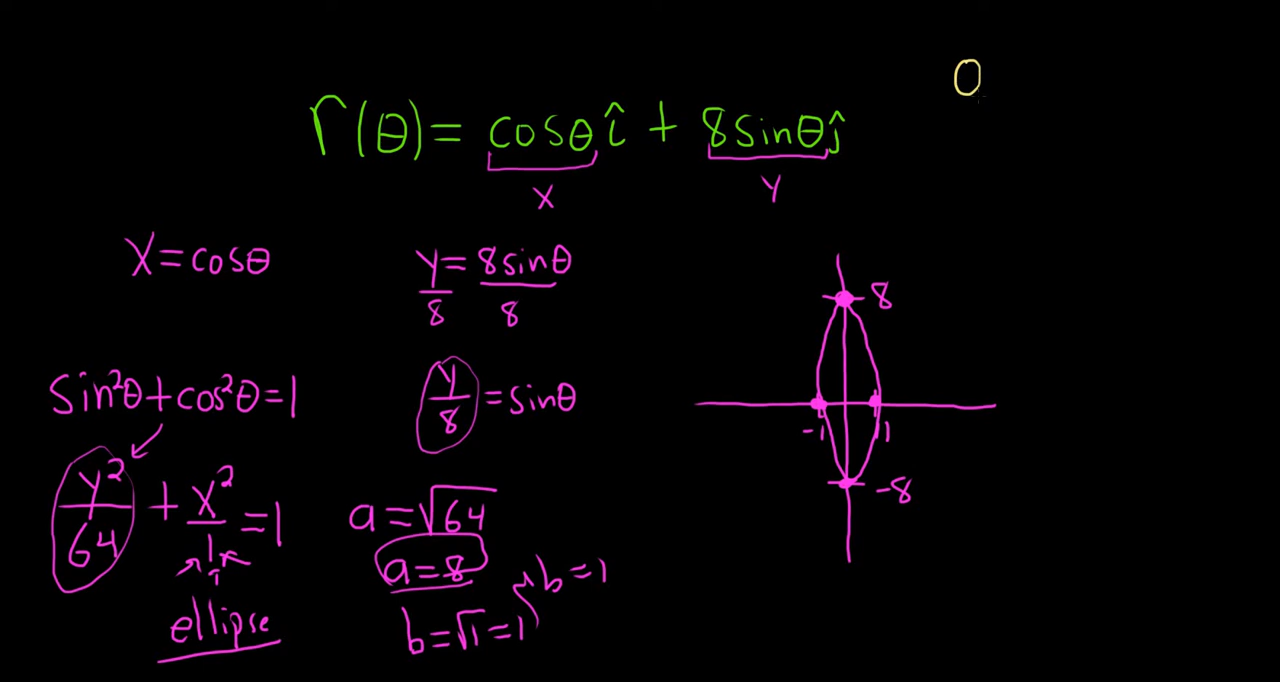 0
r(θ) = cosθ î + 8sinθ ĵ
X
Y
X = cosθ
Y/8 = 8sinθ/8
Sin²θ + cos²θ = 1
Y/8 = sinθ
Y²/64 + X²/1 = 1
ellipse
a = √64
a = 8
b = √1 = 1
b = 1
8
-1
1
-8